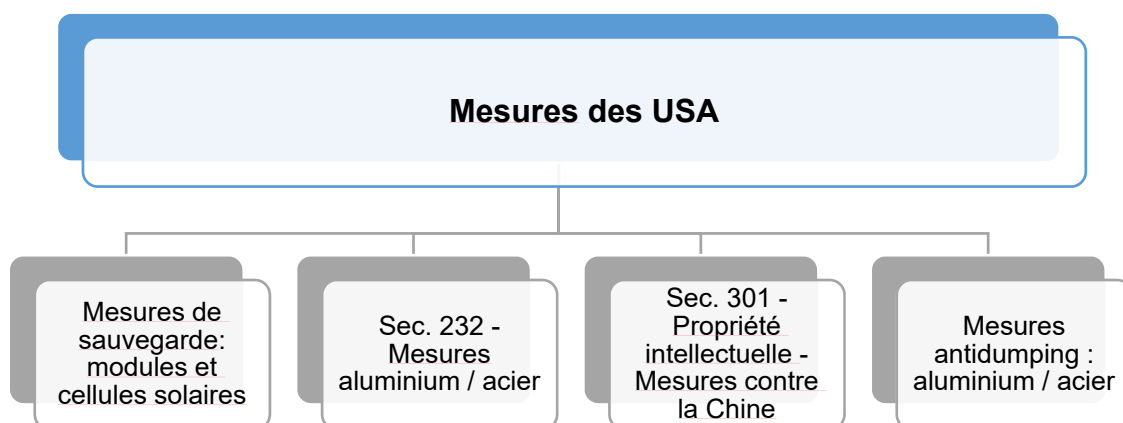 Mesures des USA
Mesures de
sauvegarde:
modules et
cellules solaires
Sec. 232 -
Mesures
aluminium / acier
Sec. 301 -
Propriété
intellectuelle -
Mesures contre
la Chine
Mesures
antidumping :
aluminium / acier